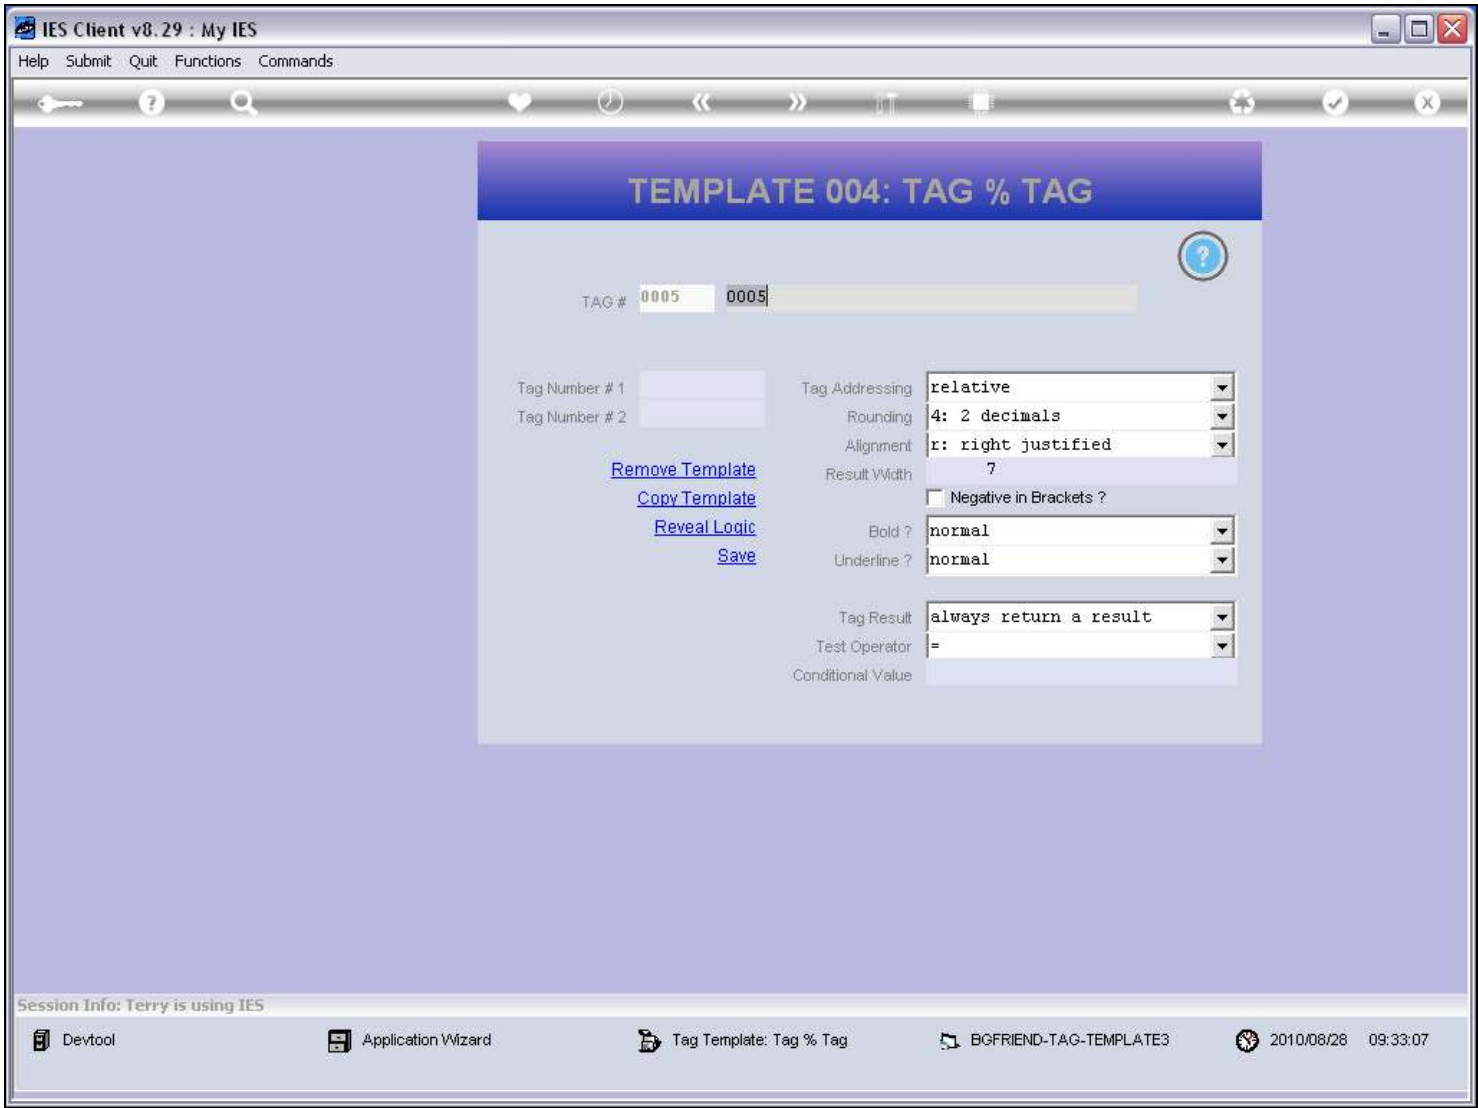 IES Client v8.29 : My IES
Help Submit Quit Functions Commands
TEMPLATE 004: TAG % TAG
?
TAG # 0005 0005
Tag Number # 1
Tag Number # 2
Tag Addressing relative
Rounding 4: 2 decimals
Alignment r: right justified
Remove Template
Result Width 7
Copy Template
Negative in Brackets ?
Reveal Logic
Bold ? normal
Save
Underline ? normal
Tag Result always return a result
Test Operator =
Conditional Value
Session Info: Terry is using IES
Devtool Application Wizard Tag Template: Tag % Tag BGFRIEND-TAG-TEMPLATE3 2010/08/28 09:33:07